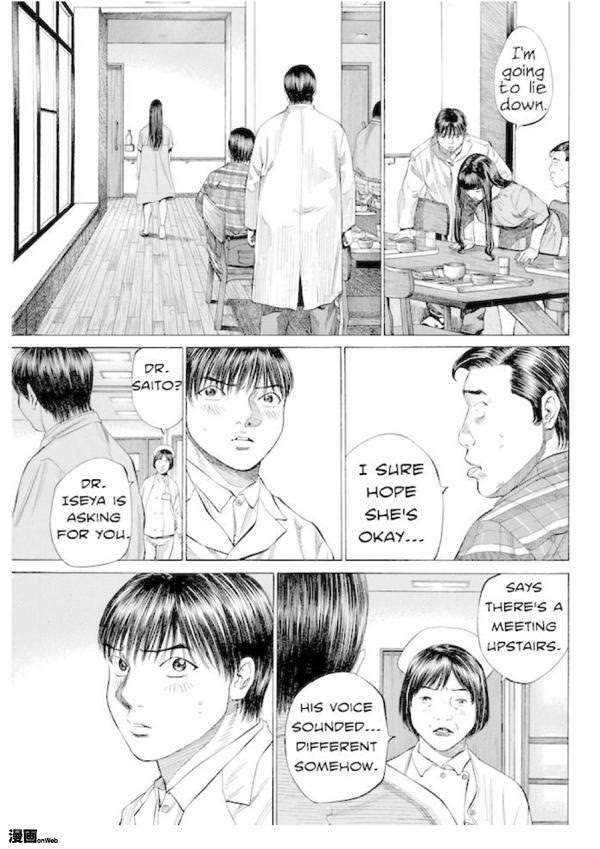 I'm
going
to lie
down.
I SURE
HOPE
SHE'S
OKAY...
DR.
SAITO?
DR.
ISEYA IS
ASKING
FOR YOU.
SAYS
THERE'S A
MEETING
UPSTAIRS.
HIS VOICE
SOUNDED...
DIFFERENT
SOMEHOW.
漫画onWeb